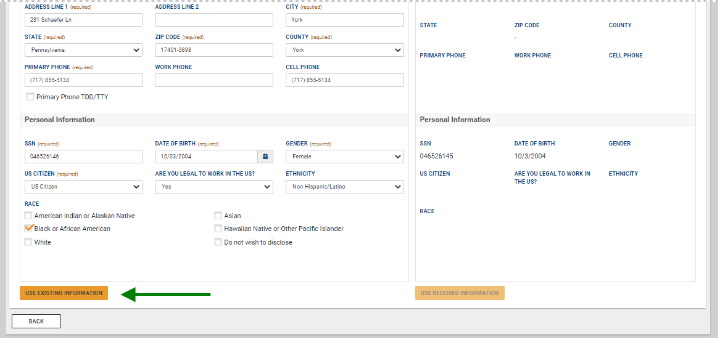 ADDRESS LINE 1 (required) ADDRESS LINE 2 CITY (required)
231 Schaefer Ln York
STATE ZIP CODE COUNTY
-
STATE (required) ZIP CODE (required) COUNTY (required)
Pennsylvania 17401-3898 York
PRIMARY PHONE WORK PHONE CELL PHONE
PRIMARY PHONE (required) WORK PHONE CELL PHONE
(717) 855-5134 (717) 855-5134
Primary Phone TDD/TTY
Personal Information Personal Information
SSN (required) DATE OF BIRTH (required) GENDER (required) SSN DATE OF BIRTH GENDER
046526146 10/03/2004 Female 046526145 10/3/2004
US CITIZEN (required) ARE YOU LEGAL TO WORK IN THE US? ETHNICITY US CITIZEN ARE YOU LEGAL TO WORK IN ETHNICITY
THE US?
US Citizen Yes Non Hispanic/Latino
RACE
RACE
American Indian or Alaskan Native Asian
Black or African American Hawaiian Native or Other Pacific Islander
White Do not wish to disclose
USE EXISTING INFORMATION USE RECEIVED INFORMATION
BACK